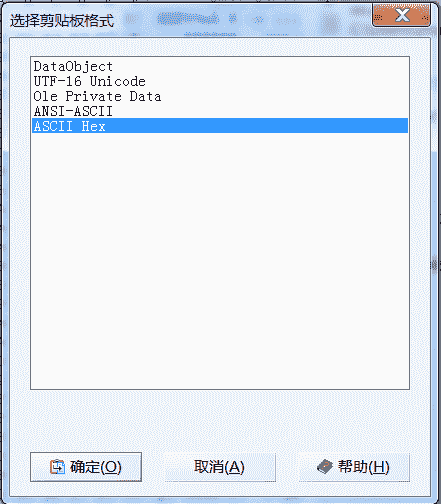 选择剪贴板格式
DataObject
UTF-16 Unicode
Ole Private Data
ANSI-ASCII
ASCII Hex
确定(O)
取消(A)
帮助(H)